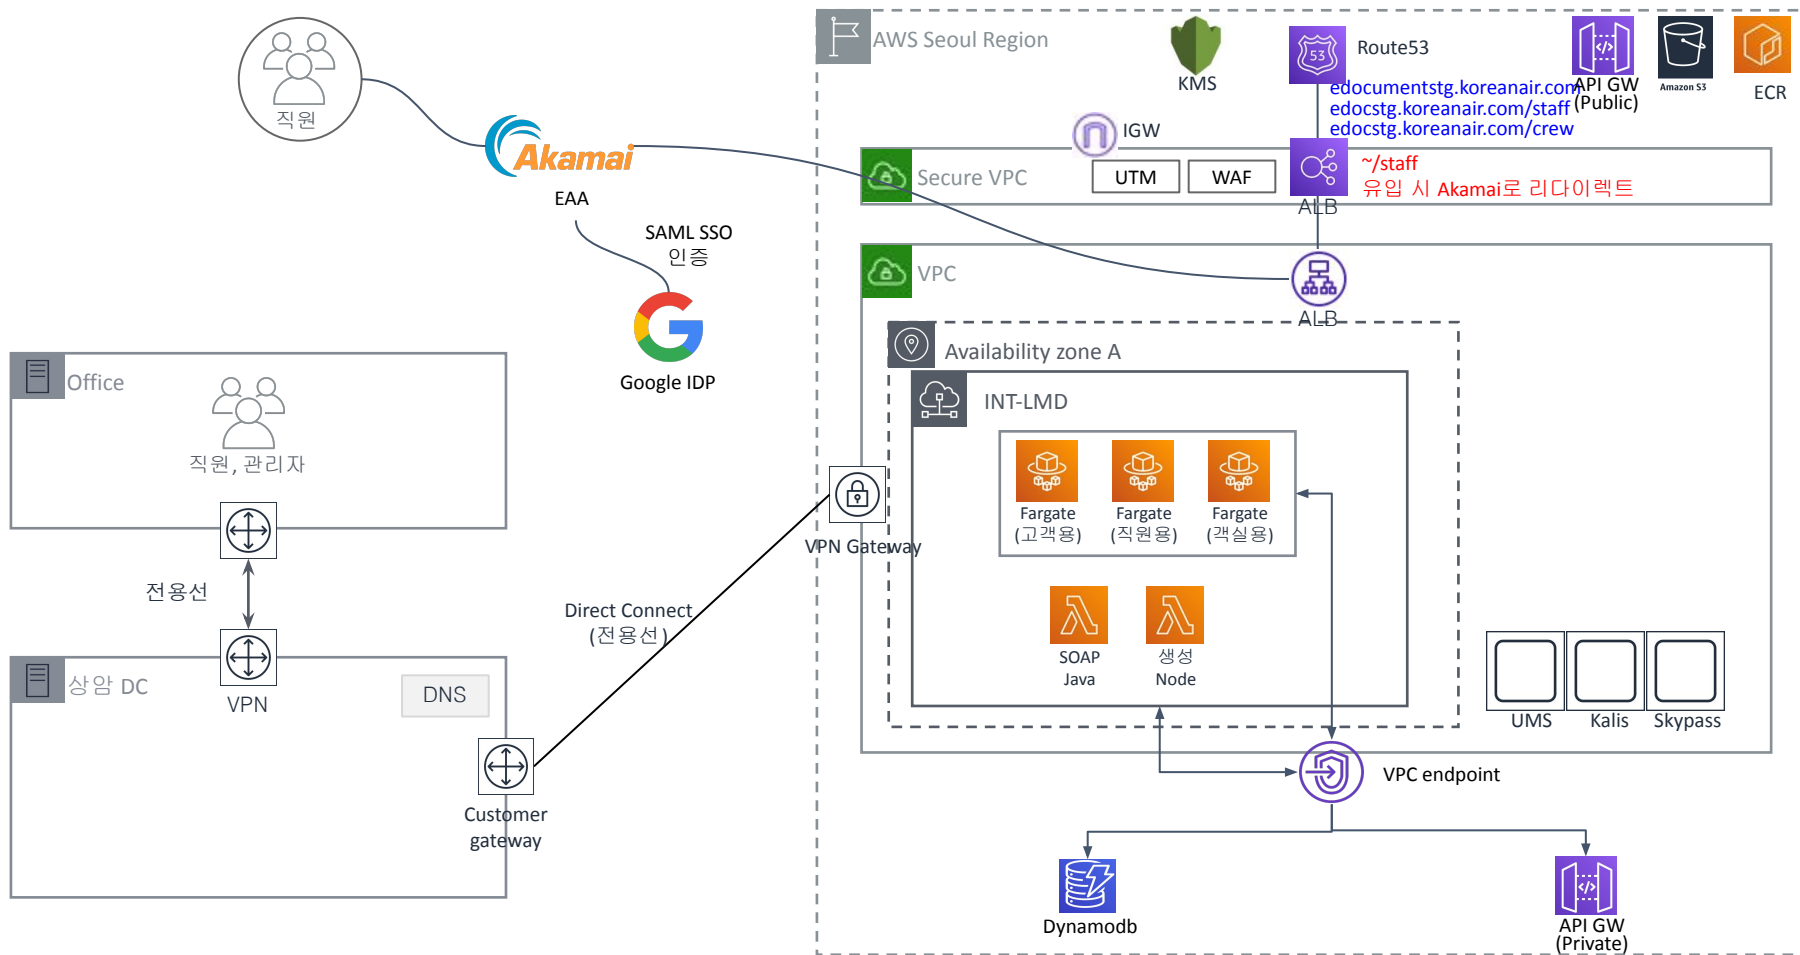 직원
Akamai
EAA
SAML SSO
인증
Google IDP
Office
직원, 관리자
전용선
상암 DC
VPN
DNS
Customer
gateway
Direct Connect
(전용선)
VPN Gateway
AWS Seoul Region
KMS
53
Route53
edocumentstg.koreanair.com
edocstg.koreanair.com/staff
edocstg.koreanair.com/crew
API GW
(Public)
Amazon S3
ECR
IGW
Secure VPC
UTM
WAF
ALB
~/staff
유입 시 Akamai로 리다이렉트
VPC
ALB
Availability zone A
INT-LMD
Fargate
(고객용)
Fargate
(직원용)
Fargate
(객실용)
SOAP
Java
생성
Node
UMS
Kalis
Skypass
VPC endpoint
Dynamodb
API GW
(Private)